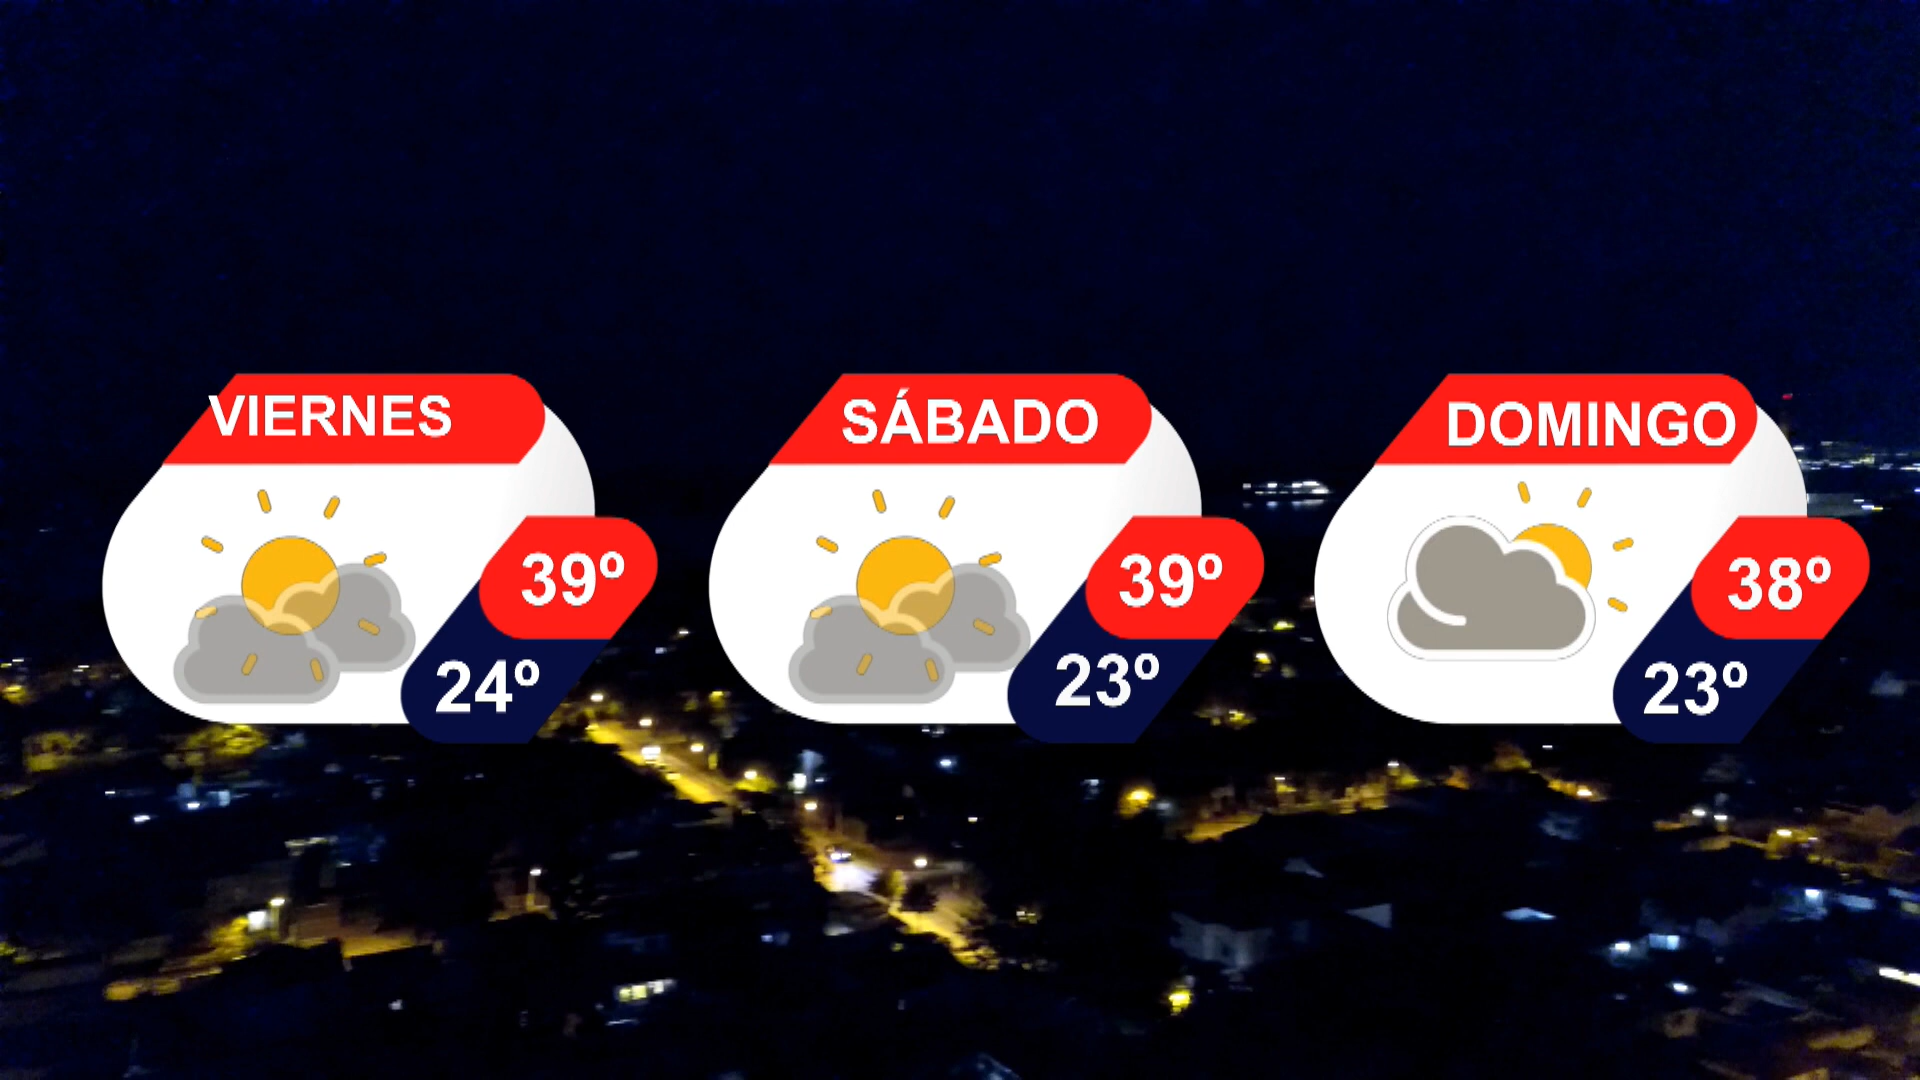 VIERNES
39º
24º
SÁBADO
39º
23º
DOMINGO
38º
23º